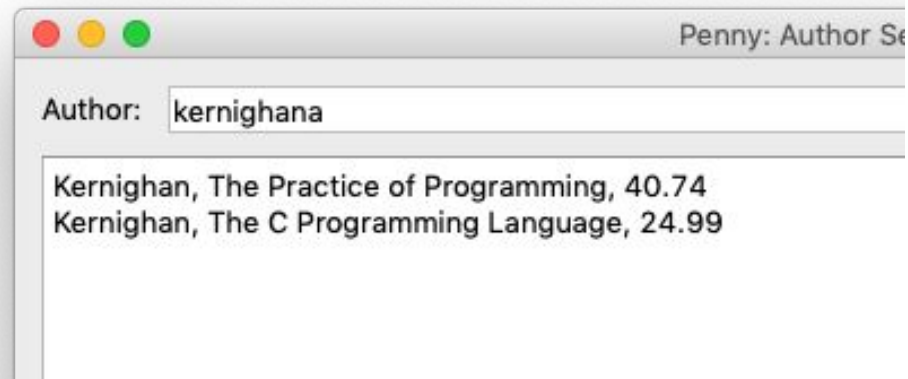 Penny: Author Se
Author: kernighana
Kernighan, The Practice of Programming, 40.74
Kernighan, The C Programming Language, 24.99